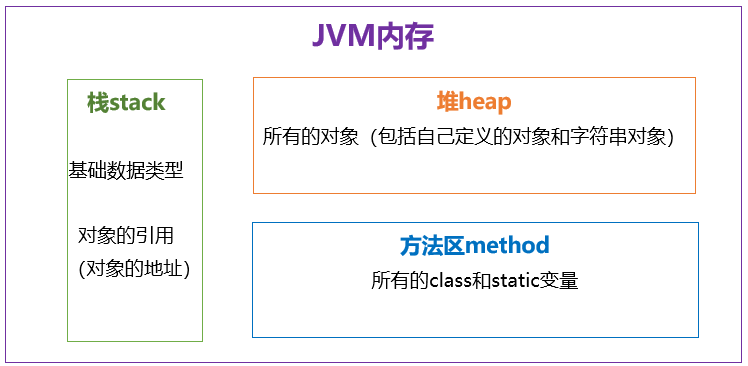 JVM内存
栈stack
基础数据类型
对象的引用
(对象的地址)
堆heap
所有的对象（包括自己定义的对象和字符串对象）
方法区method
所有的class和static变量